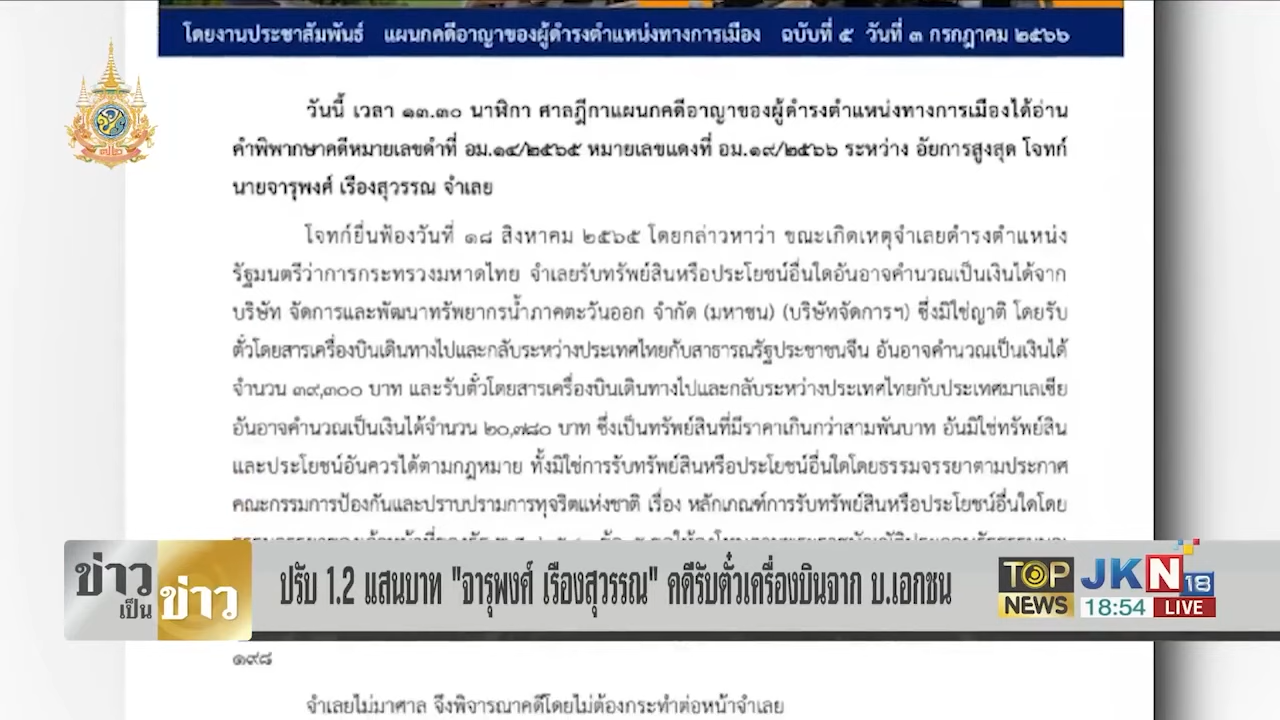 โดยงานประชาสัมพันธ์ แผนกคดีอาญาของผู้ดำรงตำแหน่งทางการเมือง ฉบับที่ ๕ วันที่ ๓ กรกฎาคม ๒๕๖๖
วันนี้ เวลา ๑๓.๓๐ นาฬิกา ศาลฎีกาแผนกคดีอาญาของผู้ดำรงตำแหน่งทางการเมืองได้อ่าน
คำพิพากษาคดีหมายเลขดำที่ อม.๑๔/๒๕๖๕ หมายเลขแดงที่ อม.๑๙/๒๕๖๖ ระหว่าง อัยการสูงสุด โจทก์
นายจารุพงศ์ เรืองสุวรรณ จำเลย
โจทก์ยื่นฟ้องวันที่ ๑๘ สิงหาคม ๒๕๖๕ โดยกล่าวหาว่า ขณะเกิดเหตุจำเลยดำรงตำแหน่ง
รัฐมนตรีว่าการกระทรวงมหาดไทย จำเลยรับทรัพย์สินหรือประโยชน์อื่นใดอันอาจคำนวณเป็นเงินได้จาก
บริษัท จัดการและพัฒนาทรัพยากรน้ำภาคตะวันออก จำกัด (มหาชน) (บริษัทจัดการฯ) ซึ่งมิใช่ญาติ โดยรับ
ตั๋วโดยสารเครื่องบินเดินทางไปและกลับระหว่างประเทศไทยกับสาธารณรัฐประชาชนจีน อันอาจคำนวณเป็นเงินได้
จำนวน ๓๙,๓๐๐ บาท และรับตั๋วโดยสารเครื่องบินเดินทางไปและกลับระหว่างประเทศไทยกับประเทศมาเลเซีย
อันอาจคำนวณเป็นเงินได้จำนวน ๒๐,๗๘๐ บาท ซึ่งเป็นทรัพย์สินที่มีราคาเกินกว่าสามพันบาท อันมิใช่ทรัพย์สิน
และประโยชน์อันควรได้ตามกฎหมาย ทั้งมิใช่การรับทรัพย์สินหรือประโยชน์อื่นใดโดยธรรมจรรยาตามประกาศ
คณะกรรมการป้องกันและปราบปรามการทุจริตแห่งชาติ เรื่อง หลักเกณฑ์การรับทรัพย์สินหรือประโยชน์อื่นใดโดย
ข่าวเป็นข่าว
ปรับ 1.2 แสนบาท "จารุพงศ์ เรืองสุวรรณ" คดีรับตั๋วเครื่องบินจาก บ.เอกชน
TOP NEWS
JKN 18
18:54 LIVE
๑๙๘
จำเลยไม่มาศาล จึงพิจารณาคดีโดยไม่ต้องกระทำต่อหน้าจำเลย